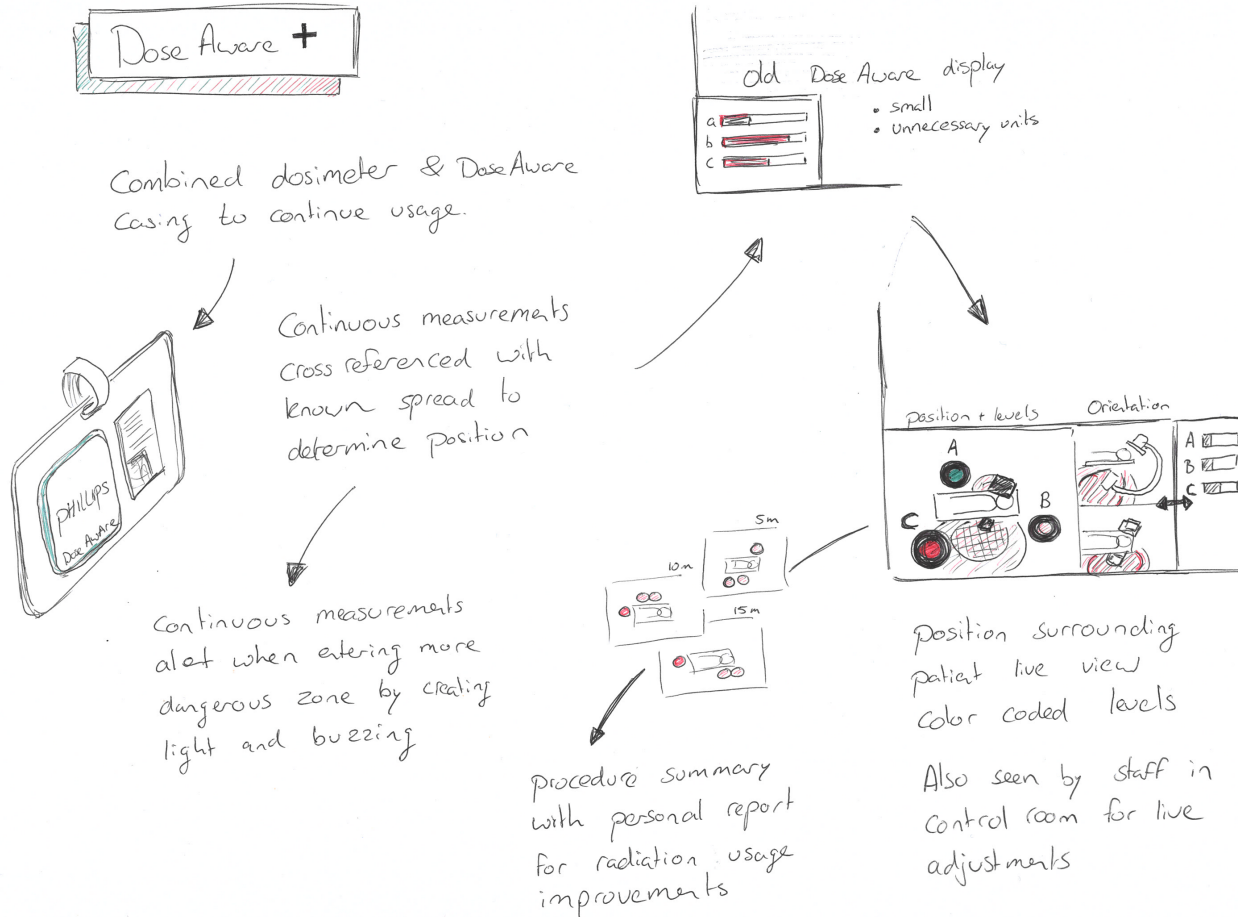 Dose Aware +
Combined dosimeter & DoseAware
Casing to continue usage.
PHILLIPS
Dose AwAre
Continuous measurements
cross referenced with
known spread to
determine position
Continuous measurements
alert when entering more
dangerous zone by creating
light and buzzing
old Dose Aware display
• small
• unnecessary units
a
b
c
position + levels
Orientation
A
B
C
A
B
C
position surrounding
patient live view
color coded levels
Also seen by staff in
control room for live
adjustments
5m
10m
15m
procedure summary
with personal report
for radiation usage
improvements